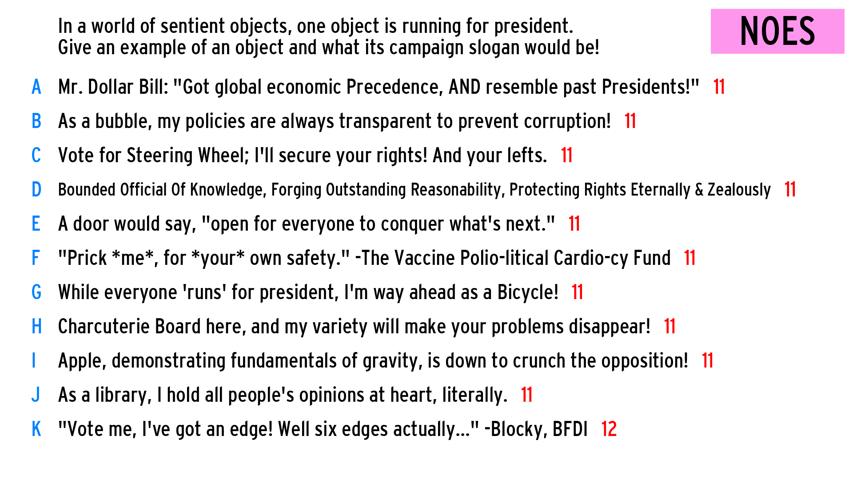 In a world of sentient objects, one object is running for president.
Give an example of an object and what its campaign slogan would be!
NOES
A Mr. Dollar Bill: "Got global economic Precedence, AND resemble past Presidents!" 11
B As a bubble, my policies are always transparent to prevent corruption! 11
C Vote for Steering Wheel; I'll secure your rights! And your lefts. 11
D Bounded Official Of Knowledge, Forging Outstanding Reasonability, Protecting Rights Eternally & Zealously 11
E A door would say, "open for everyone to conquer what's next." 11
F "Prick *me*, for *your* own safety." -The Vaccine Polio-litical Cardio-cy Fund 11
G While everyone 'runs' for president, I'm way ahead as a Bicycle! 11
H Charcuterie Board here, and my variety will make your problems disappear! 11
I Apple, demonstrating fundamentals of gravity, is down to crunch the opposition! 11
J As a library, I hold all people's opinions at heart, literally. 11
K "Vote me, I've got an edge! Well six edges actually..." -Blocky, BFDI 12